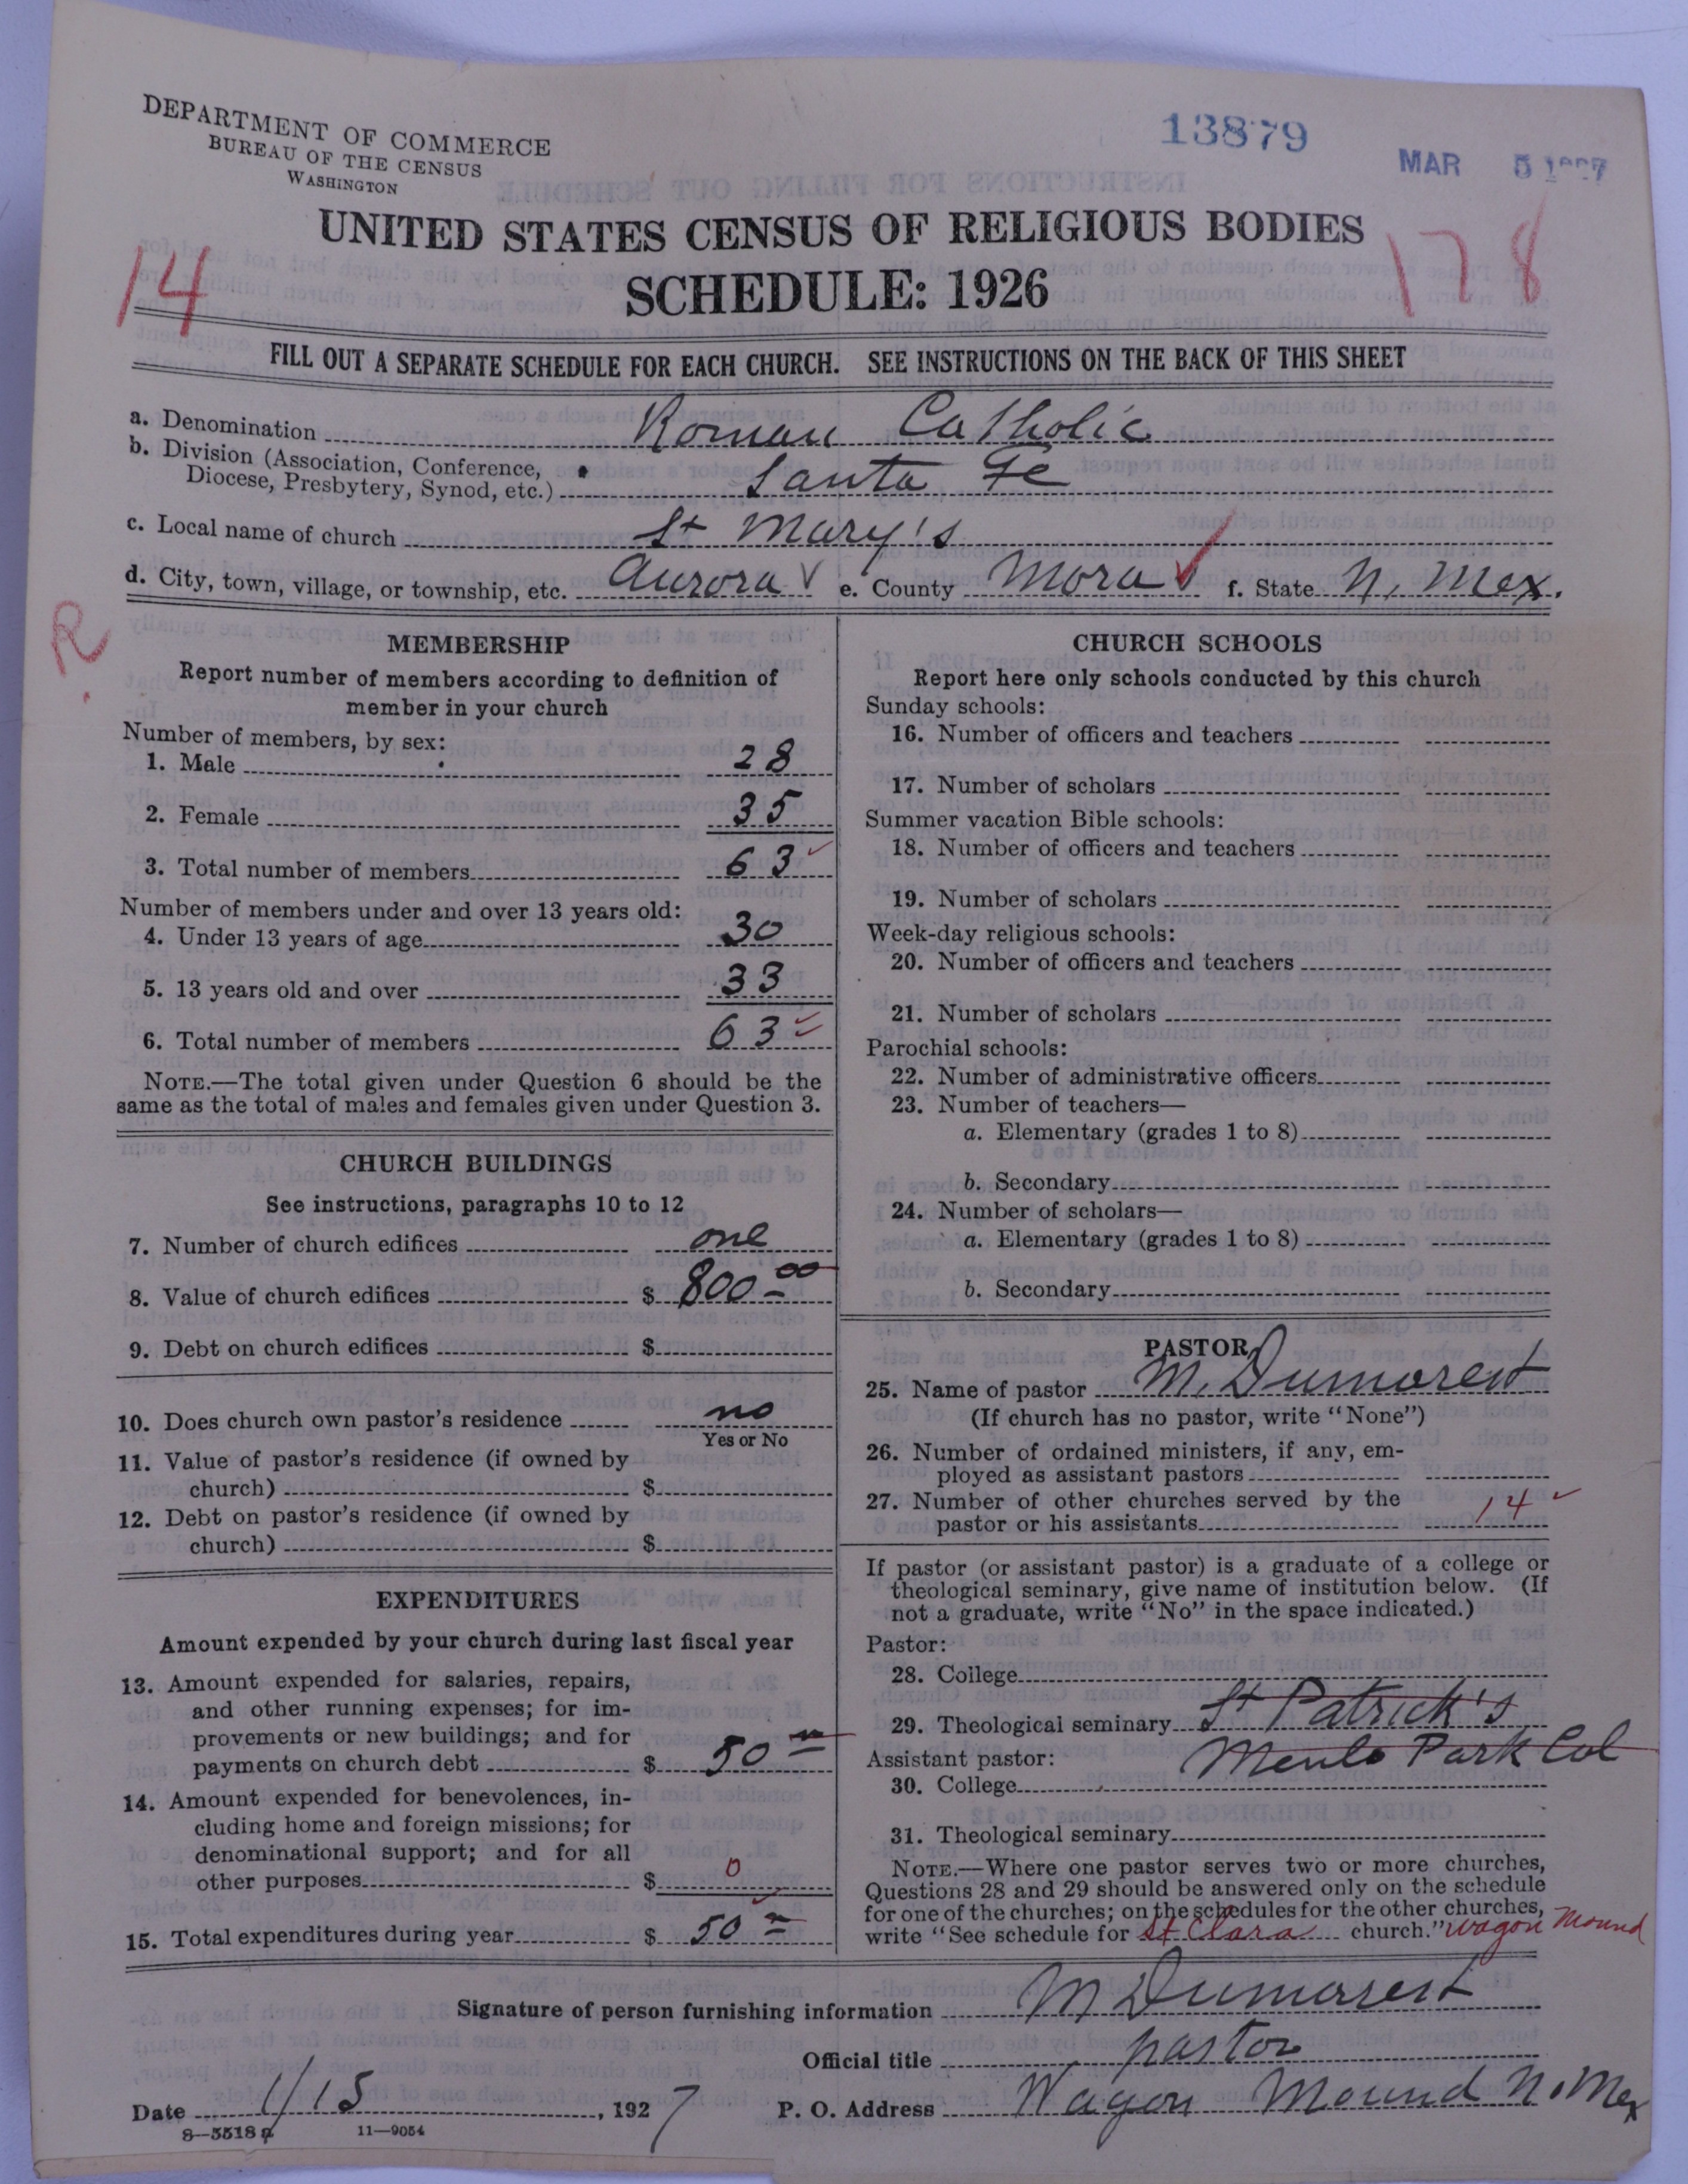 DEPARTMENT OF COMMERCE
BUREAU OF THE CENSUS
WASHINGTON
13879
MAR 5 1927
UNITED STATES CENSUS OF RELIGIOUS BODIES
SCHEDULE: 1926
14
178
FILL OUT A SEPARATE SCHEDULE FOR EACH CHURCH. SEE INSTRUCTIONS ON THE BACK OF THIS SHEET
a. Denomination Roman Catholic
b. Division (Association, Conference,
Diocese, Presbytery, Synod, etc.) Santa Fe
c. Local name of church St Mary's
d. City, town, village, or township, etc. Aurora e. County Mora f. State N. Mex.
R
MEMBERSHIP
Report number of members according to definition of
member in your church
Number of members, by sex:
1. Male 28
2. Female 35
3. Total number of members 63
Number of members under and over 13 years old:
4. Under 13 years of age 30
5. 13 years old and over 33
6. Total number of members 63
NOTE.—The total given under Question 6 should be the
same as the total of males and females given under Question 3.
CHURCH BUILDINGS
See instructions, paragraphs 10 to 12
7. Number of church edifices one
8. Value of church edifices $ 800 00
9. Debt on church edifices $
10. Does church own pastor's residence no
Yes or No
11. Value of pastor's residence (if owned by
church) $
12. Debt on pastor's residence (if owned by
church) $
EXPENDITURES
Amount expended by your church during last fiscal year
13. Amount expended for salaries, repairs,
and other running expenses; for im-
provements or new buildings; and for
payments on church debt $ 50
14. Amount expended for benevolences, in-
cluding home and foreign missions; for
denominational support; and for all
other purposes $ 0
15. Total expenditures during year $ 50
CHURCH SCHOOLS
Report here only schools conducted by this church
Sunday schools:
16. Number of officers and teachers
17. Number of scholars
Summer vacation Bible schools:
18. Number of officers and teachers
19. Number of scholars
Week-day religious schools:
20. Number of officers and teachers
21. Number of scholars
Parochial schools:
22. Number of administrative officers
23. Number of teachers—
a. Elementary (grades 1 to 8)
b. Secondary
24. Number of scholars—
a. Elementary (grades 1 to 8)
b. Secondary
PASTOR
25. Name of pastor M. Dumarest
(If church has no pastor, write "None")
26. Number of ordained ministers, if any, em-
ployed as assistant pastors
27. Number of other churches served by the
pastor or his assistants 14
If pastor (or assistant pastor) is a graduate of a college or
theological seminary, give name of institution below. (If
not a graduate, write "No" in the space indicated.)
Pastor:
28. College
29. Theological seminary St Patrick's
Assistant pastor: Menlo Park Cal
30. College
31. Theological seminary
NOTE.—Where one pastor serves two or more churches,
Questions 28 and 29 should be answered only on the schedule
for one of the churches; on the schedules for the other churches,
write "See schedule for St Clara church." Wagon Mound
Signature of person furnishing information M Dumarest
Official title pastor
Date 1/15, 1927 P. O. Address Wagon Mound N. Mex
8—5518 a 11—9054